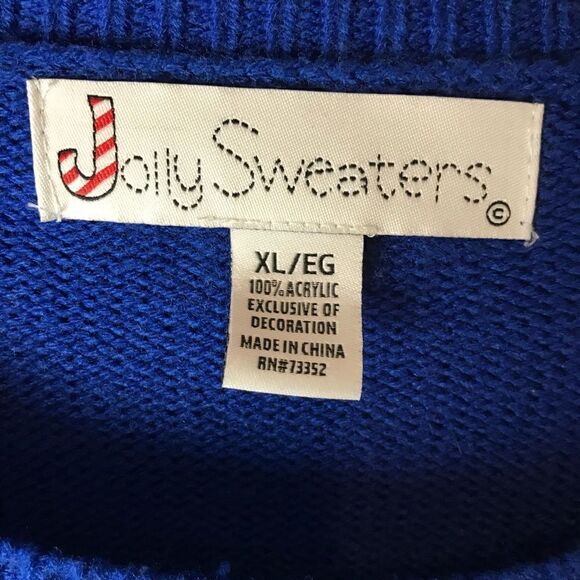 Jolly Sweaters ©
XL/EG
100% ACRYLIC
EXCLUSIVE OF
DECORATION
MADE IN CHINA
RN#73352